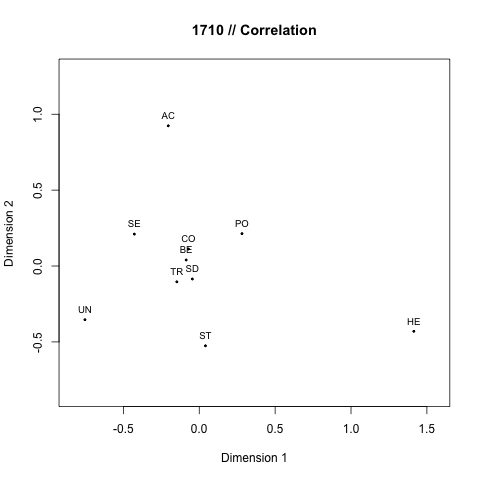 1710 // Correlation
AC
SE
PO
CO
BE
TR SD
UN
ST
HE
1.0
0.5
0.0
-0.5
Dimension 2
-0.5 0.0 0.5 1.0 1.5
Dimension 1